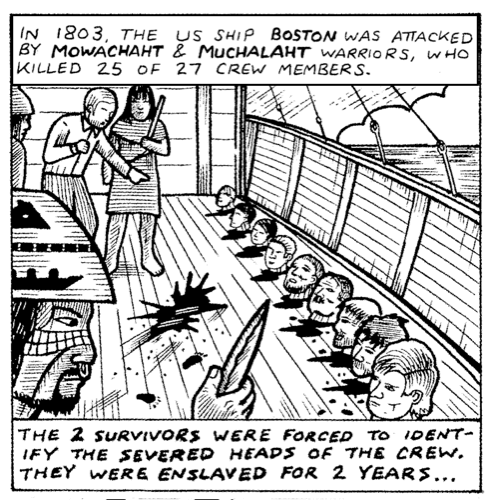 IN 1803, THE US SHIP BOSTON WAS ATTACKED
BY MOWACHAHT & MUCHALAHT WARRIORS, WHO
KILLED 25 OF 27 CREW MEMBERS.
THE 2 SURVIVORS WERE FORCED TO IDENT-
IFY THE SEVERED HEADS OF THE CREW.
THEY WERE ENSLAVED FOR 2 YEARS...